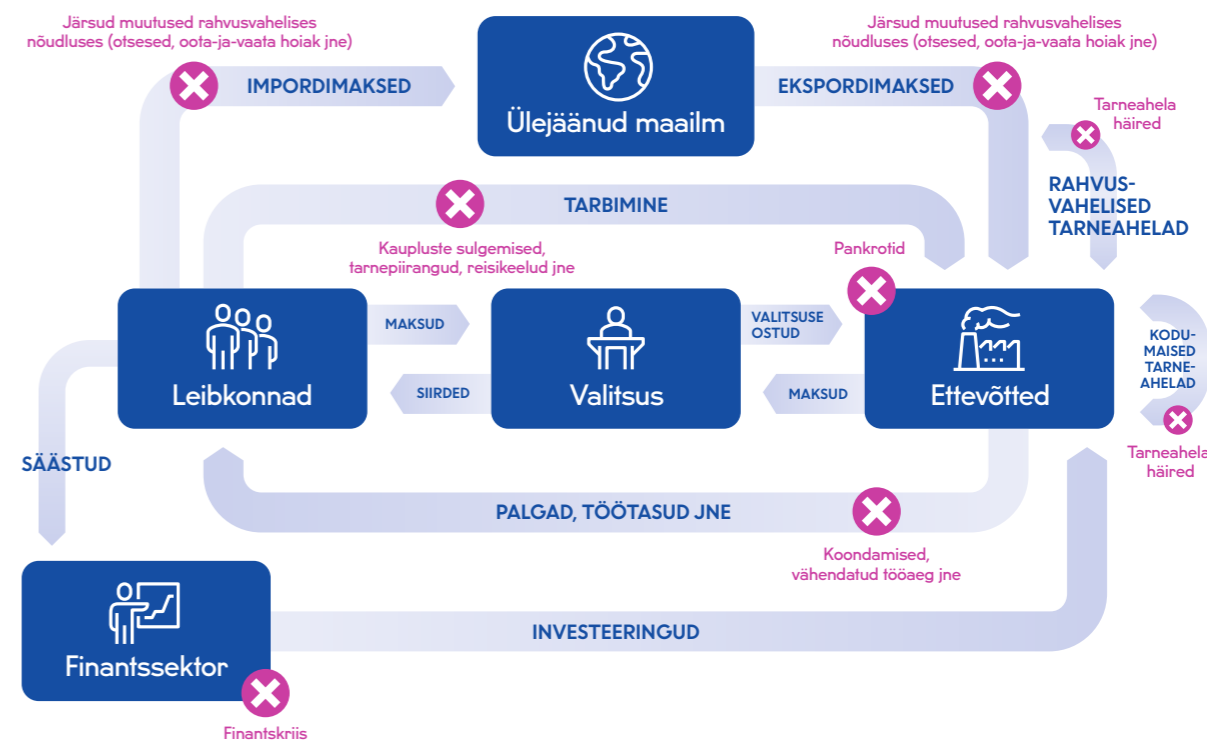 Järsud muutused rahvusvahelises
nõudluses (otsesed, oota-ja-vaata hoiak jne)
Järsud muutused rahvusvahelises
nõudluses (otsesed, oota-ja-vaata hoiak jne)
IMPORDIMAKSED
Ülejäänud maailm
EKSPORDIMAKSED
Tarneahela
häired
RAHVUS-
VAHELISED
TARNEAHELAD
TARBIMINE
Kaupluste sulgemised,
tarnepiirangud, reisikeelud jne
Pankrotid
Leibkonnad
MAKSUD
SIIRDED
Valitsus
VALITSUSE
OSTUD
MAKSUD
Ettevõtted
KODU-
MAISED
TARNE-
AHELAD
Tarneahela
häired
SÄÄSTUD
PALGAD, TÖÖTASUD JNE
Koondamised,
vähendatud tööaeg jne
Finantssektor
INVESTEERINGUD
Finantskriis